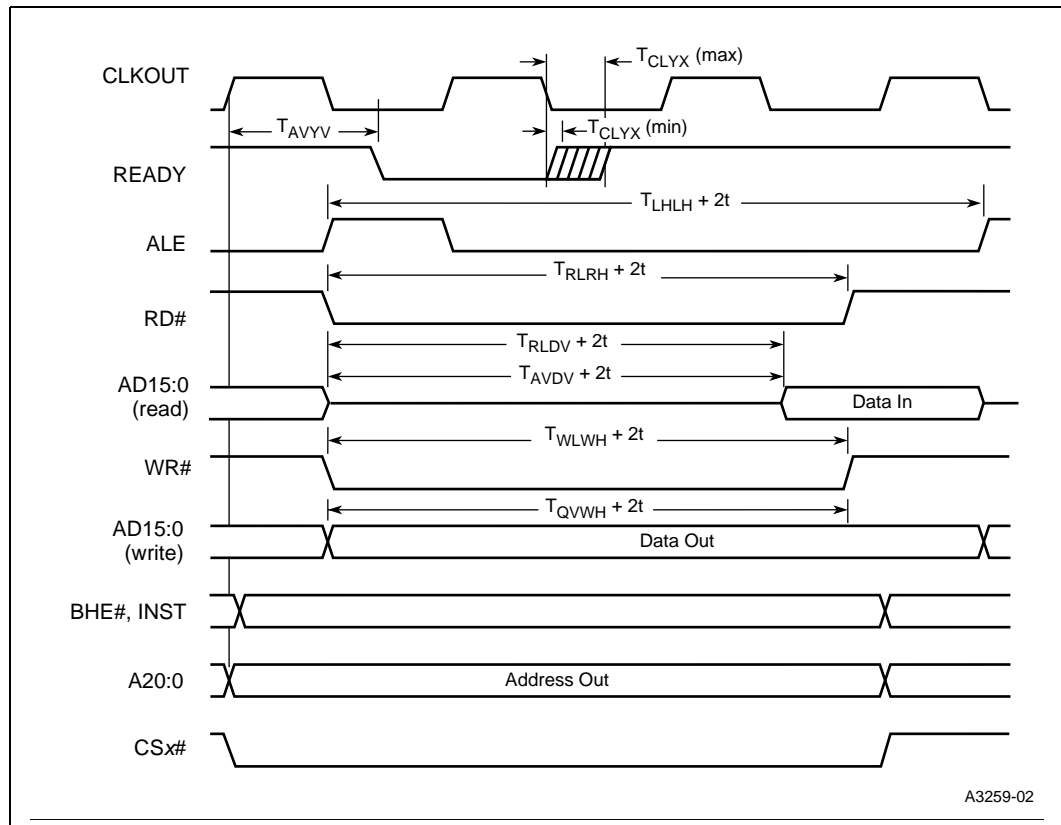 CLKOUT
T_CLYX (max)
T_AVYV
T_CLYX (min)
READY
T_LHLH + 2t
ALE
T_RLRH + 2t
RD#
T_RLDV + 2t
T_AVDV + 2t
AD15:0
(read)
Data In
T_WLWH + 2t
WR#
T_QVWH + 2t
AD15:0
(write)
Data Out
BHE#, INST
A20:0
Address Out
CSx#
A3259-02